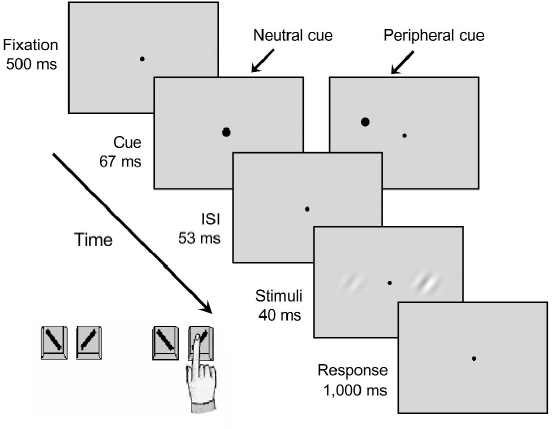 Fixation
500 ms
Neutral cue
Peripheral cue
Cue
67 ms
ISI
53 ms
Time
Stimuli
40 ms
Response
1,000 ms